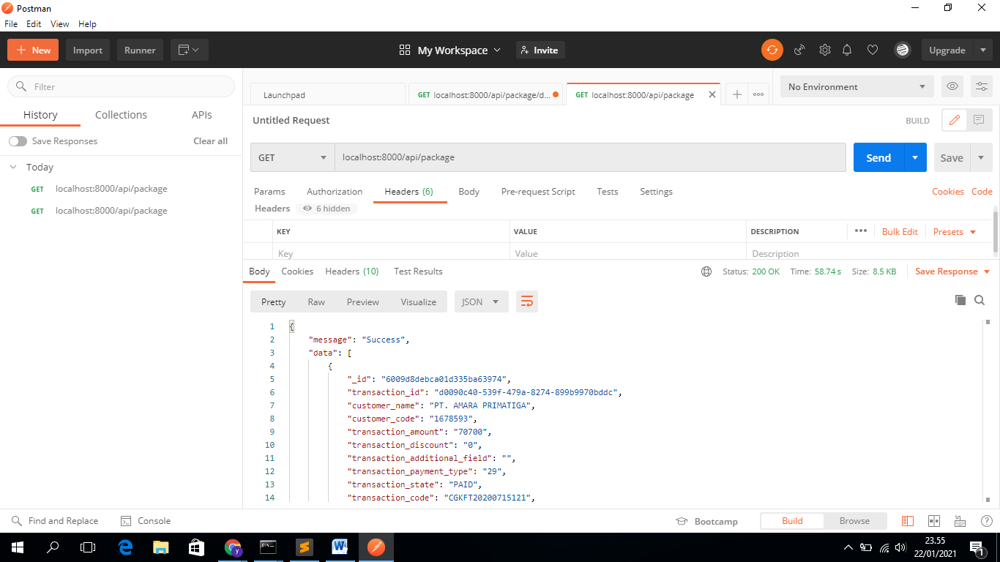 Postman
File Edit View Help
New Import Runner My Workspace Invite Upgrade
Filter
History Collections APIs
Save Responses Clear all
Today
GET localhost:8000/api/package
GET localhost:8000/api/package
Launchpad GET localhost:8000/api/package/d... GET localhost:8000/api/package No Environment
Untitled Request BUILD
GET localhost:8000/api/package Send Save
Params Authorization Headers (6) Body Pre-request Script Tests Settings Cookies Code
Headers 6 hidden
KEY VALUE DESCRIPTION Bulk Edit Presets
Key Value Description
Body Cookies Headers (10) Test Results Status: 200 OK Time: 58.74 s Size: 8.5 KB Save Response
Pretty Raw Preview Visualize JSON
1 {
2 "message": "Success",
3 "data": [
4 {
5 "_id": "6009d8debca01d335ba63974",
6 "transaction_id": "d0090c40-539f-479a-8274-899b9970bddc",
7 "customer_name": "PT. AMARA PRIMATIGA",
8 "customer_code": "1678593",
9 "transaction_amount": "70700",
10 "transaction_discount": "0",
11 "transaction_additional_field": "",
12 "transaction_payment_type": "29",
13 "transaction_state": "PAID",
14 "transaction_code": "CGKFT20200715121",
Find and Replace Console Bootcamp Build Browse
23.55
22/01/2021
1